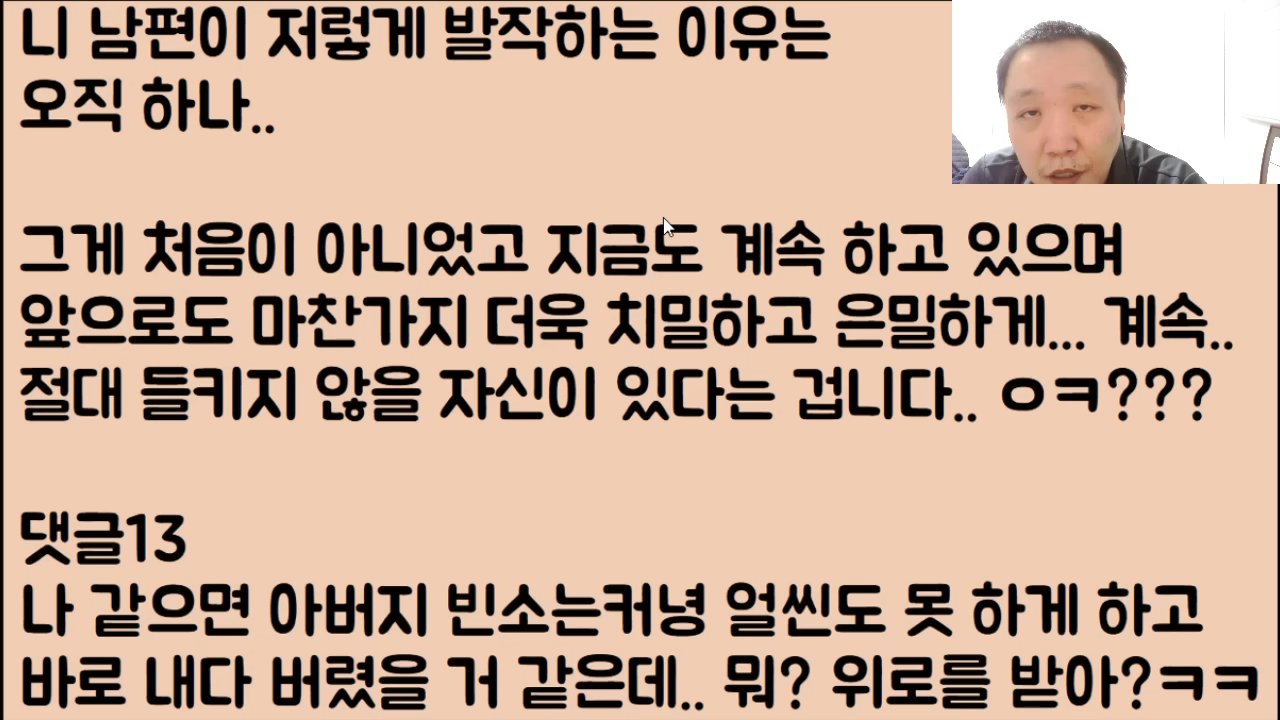 니 남편이 저렇게 발작하는 이유는
오직 하나..
그게 처음이 아니었고 지금도 계속 하고 있으며
앞으로도 마찬가지 더욱 치밀하고 은밀하게... 계속..
절대 들키지 않을 자신이 있다는 겁니다.. ㅇㅋ???
댓글13
나 같으면 아버지 빈소는커녕 얼씬도 못 하게 하고
바로 내다 버렸을 거 같은데.. 뭐? 위로를 받아?ㅋㅋ